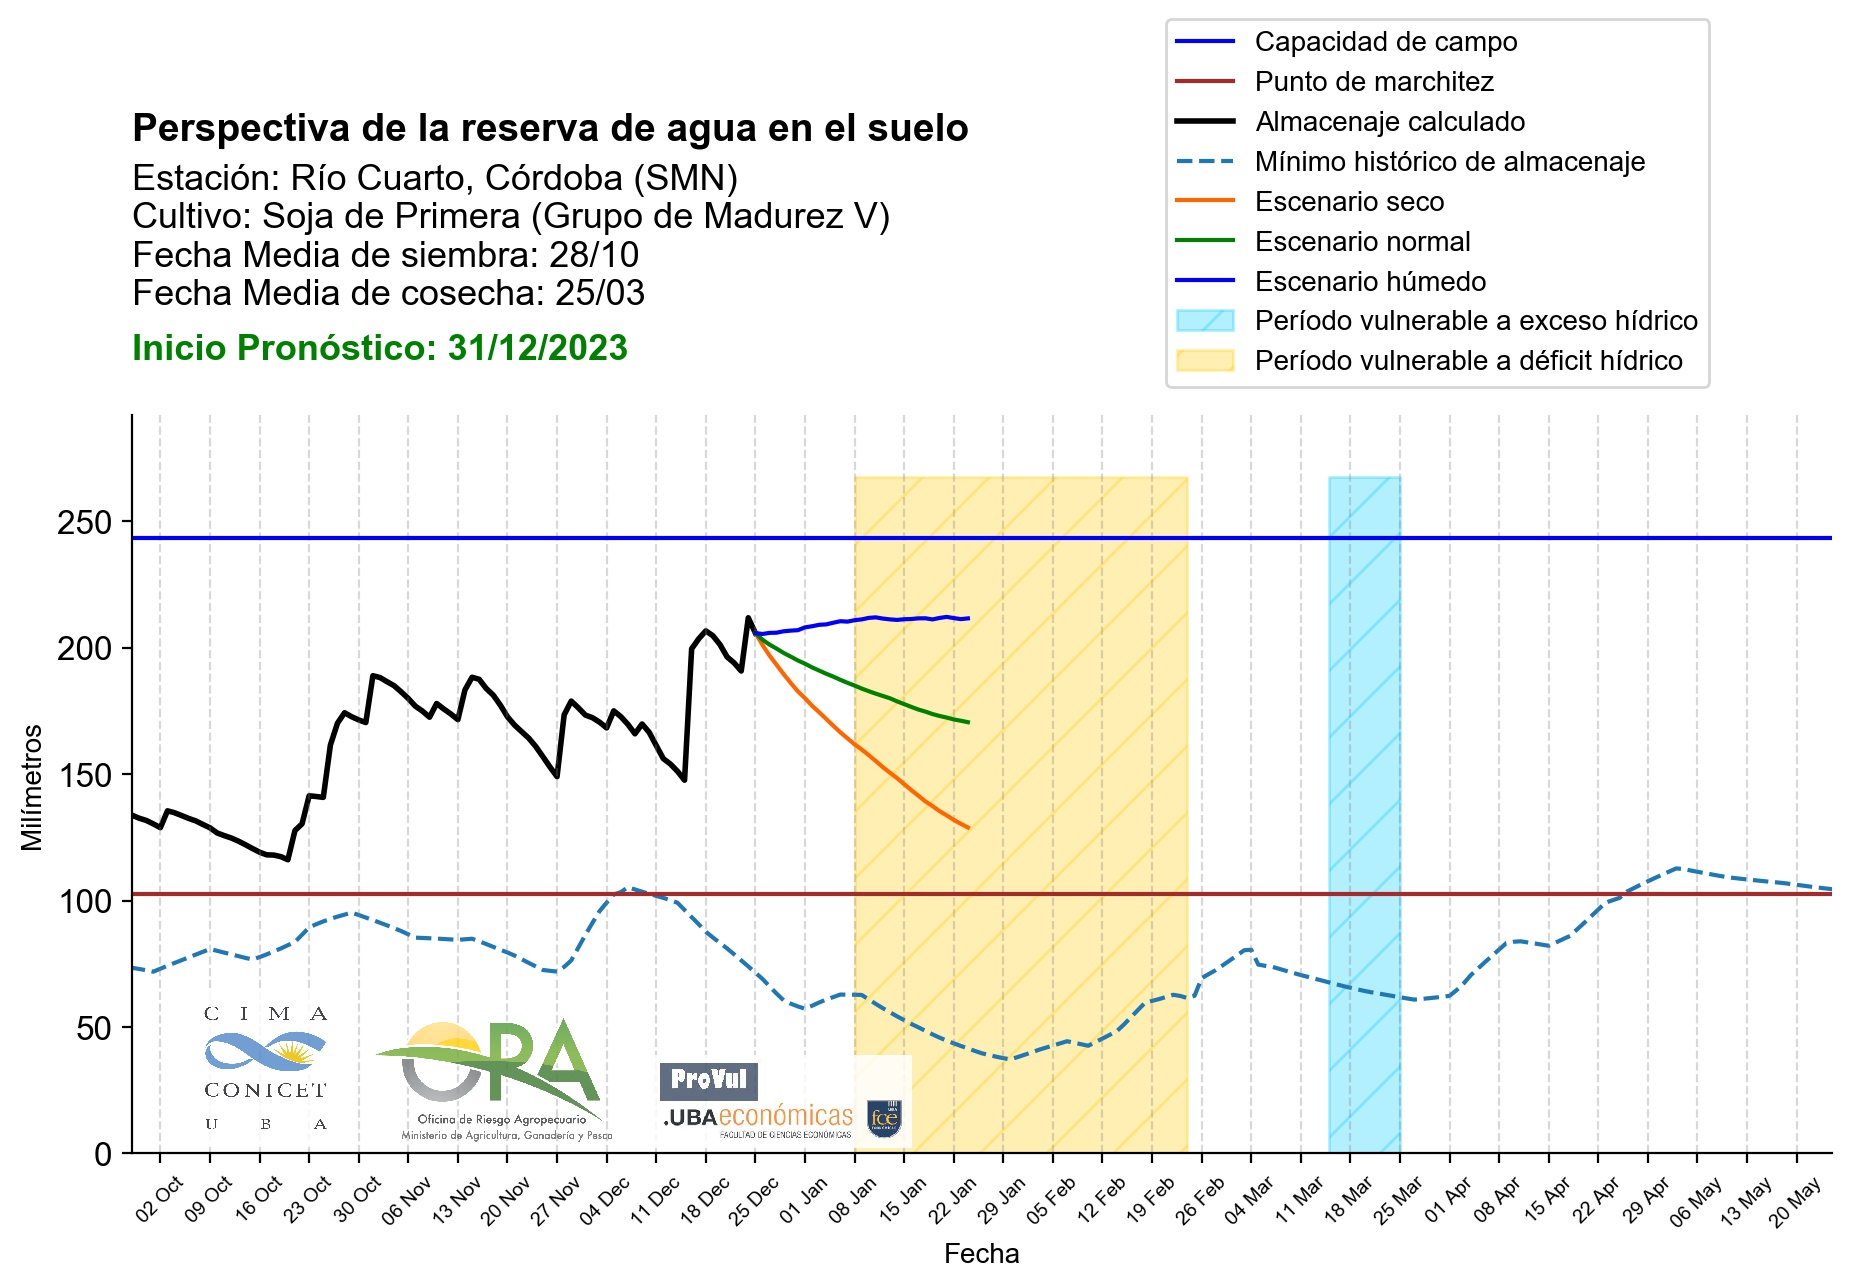 Capacidad de campo
Punto de marchitez
Almacenaje calculado
Mínimo histórico de almacenaje
Escenario seco
Escenario normal
Escenario húmedo
Período vulnerable a exceso hídrico
Período vulnerable a déficit hídrico
Perspectiva de la reserva de agua en el suelo
Estación: Río Cuarto, Córdoba (SMN)
Cultivo: Soja de Primera (Grupo de Madurez V)
Fecha Media de siembra: 28/10
Fecha Media de cosecha: 25/03
Inicio Pronóstico: 31/12/2023
Milímetros
250
200
150
100
50
0
CIMA
CONICET
UBA
ORA
Oficina de Riesgo Agropecuario
Ministerio de Agricultura, Ganadería y Pesca
ProVul
.UBAeconómicas
FACULTAD DE CIENCIAS ECONÓMICAS
fce
02 Oct
09 Oct
16 Oct
23 Oct
30 Oct
06 Nov
13 Nov
20 Nov
27 Nov
04 Dec
11 Dec
18 Dec
25 Dec
01 Jan
08 Jan
15 Jan
22 Jan
29 Jan
05 Feb
12 Feb
19 Feb
26 Feb
04 Mar
11 Mar
18 Mar
25 Mar
01 Apr
08 Apr
15 Apr
22 Apr
29 Apr
06 May
13 May
20 May
Fecha